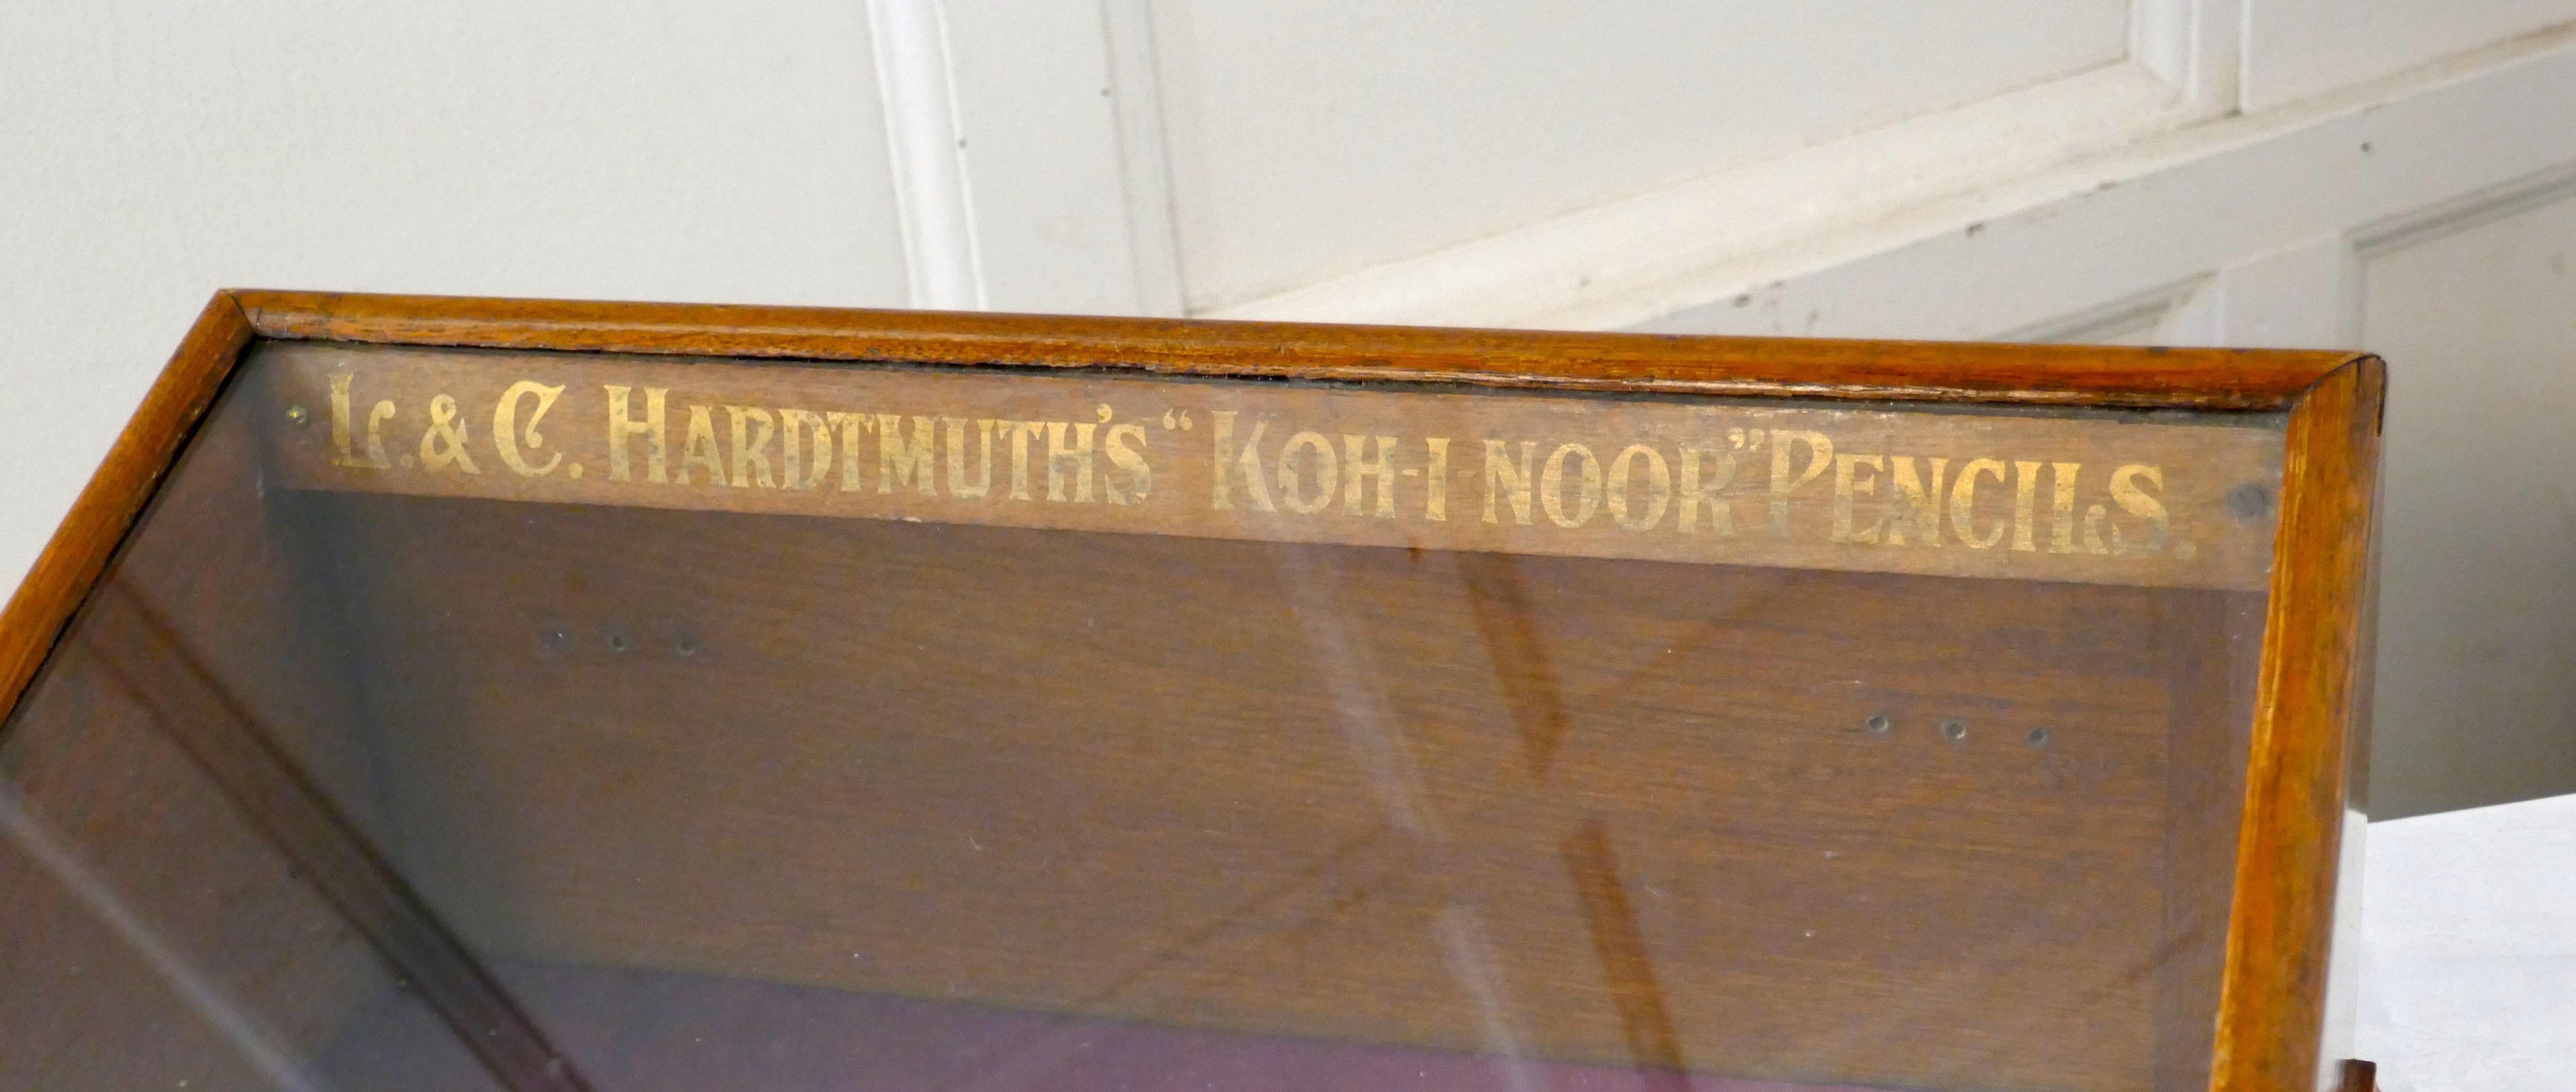 L. & C. HARDTMUTH'S “KOH-I-NOOR” PENCILS.